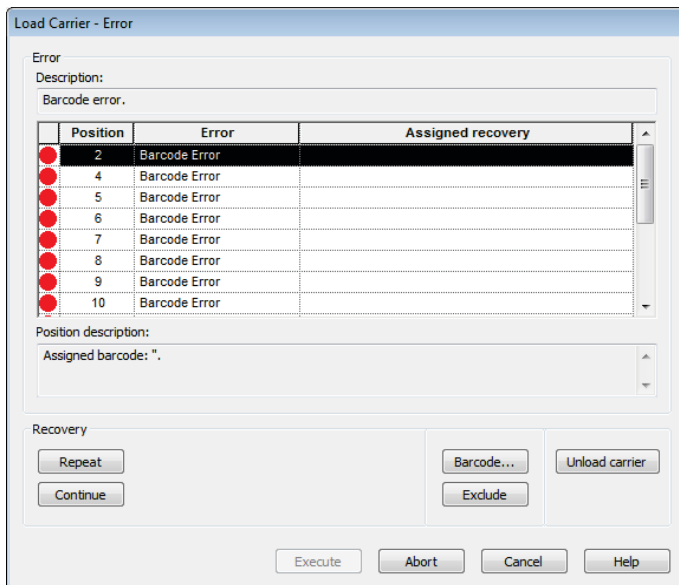 Load Carrier - Error
Error
Description:
Barcode error.
Position Error Assigned recovery
2 Barcode Error
4 Barcode Error
5 Barcode Error
6 Barcode Error
7 Barcode Error
8 Barcode Error
9 Barcode Error
10 Barcode Error
Position description:
Assigned barcode: ''.
Recovery
Repeat Barcode... Unload carrier
Continue Exclude
Execute Abort Cancel Help